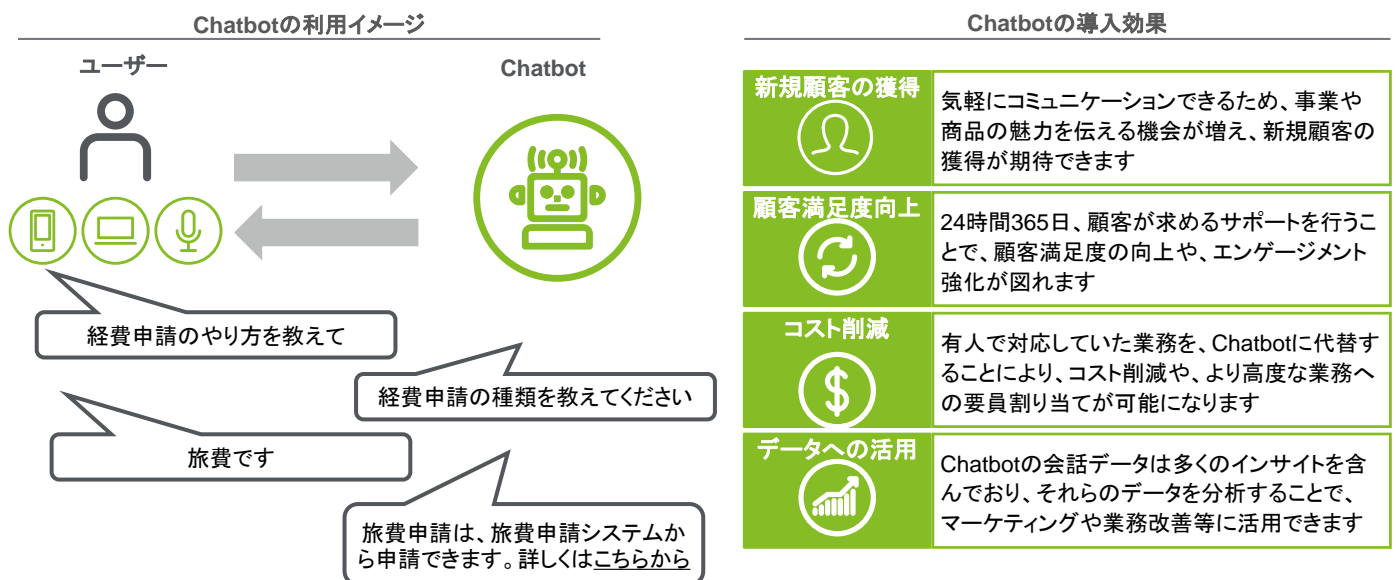 Chatbotの利用イメージ
ユーザー
Chatbot
経費申請のやり方を教えて
経費申請の種類を教えてください
旅費です
旅費申請は、旅費申請システムか
ら申請できます。詳しくはこちらから
Chatbotの導入効果
新規顧客の獲得
気軽にコミュニケーションできるため、事業や
商品の魅力を伝える機会が増え、新規顧客の
獲得が期待できます
顧客満足度向上
24時間365日、顧客が求めるサポートを行うこ
とで、顧客満足度の向上や、エンゲージメント
強化が図れます
コスト削減
有人で対応していた業務を、Chatbotに代替す
ることにより、コスト削減や、より高度な業務へ
の要員割り当てが可能になります
データへの活用
Chatbotの会話データは多くのインサイトを含
んでおり、それらのデータを分析することで、
マーケティングや業務改善等に活用できます